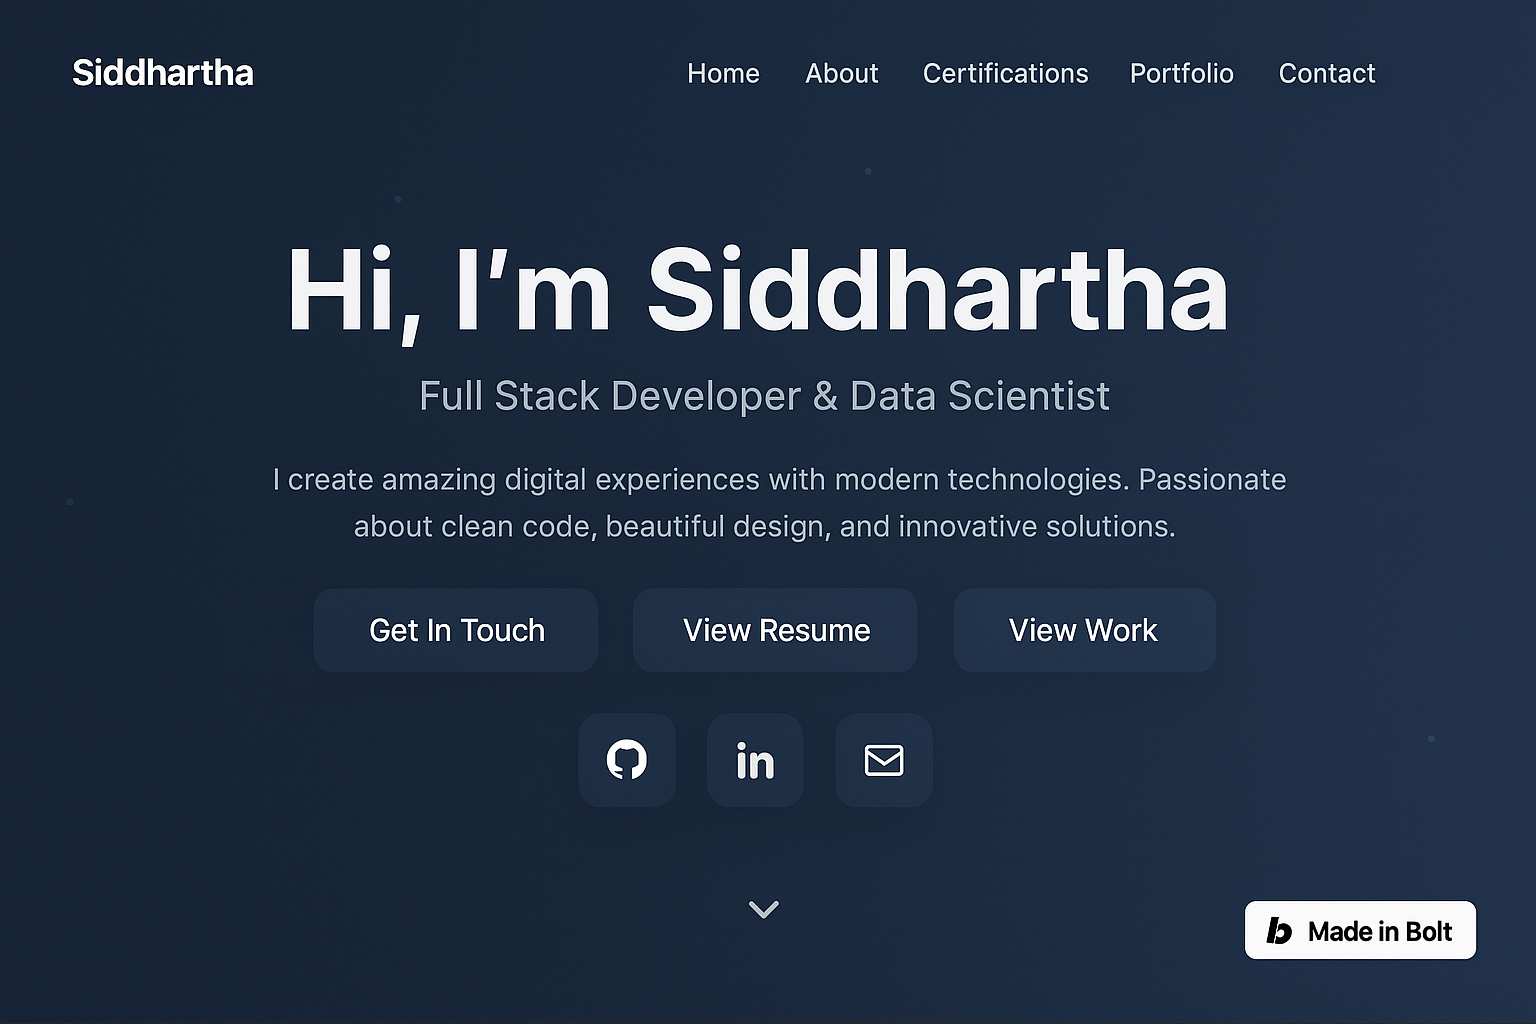 Siddhartha
Home About Certifications Portfolio Contact
Hi, I’m Siddhartha
Full Stack Developer & Data Scientist
I create amazing digital experiences with modern technologies. Passionate
about clean code, beautiful design, and innovative solutions.
Get In Touch
View Resume
View Work
in
b Made in Bolt